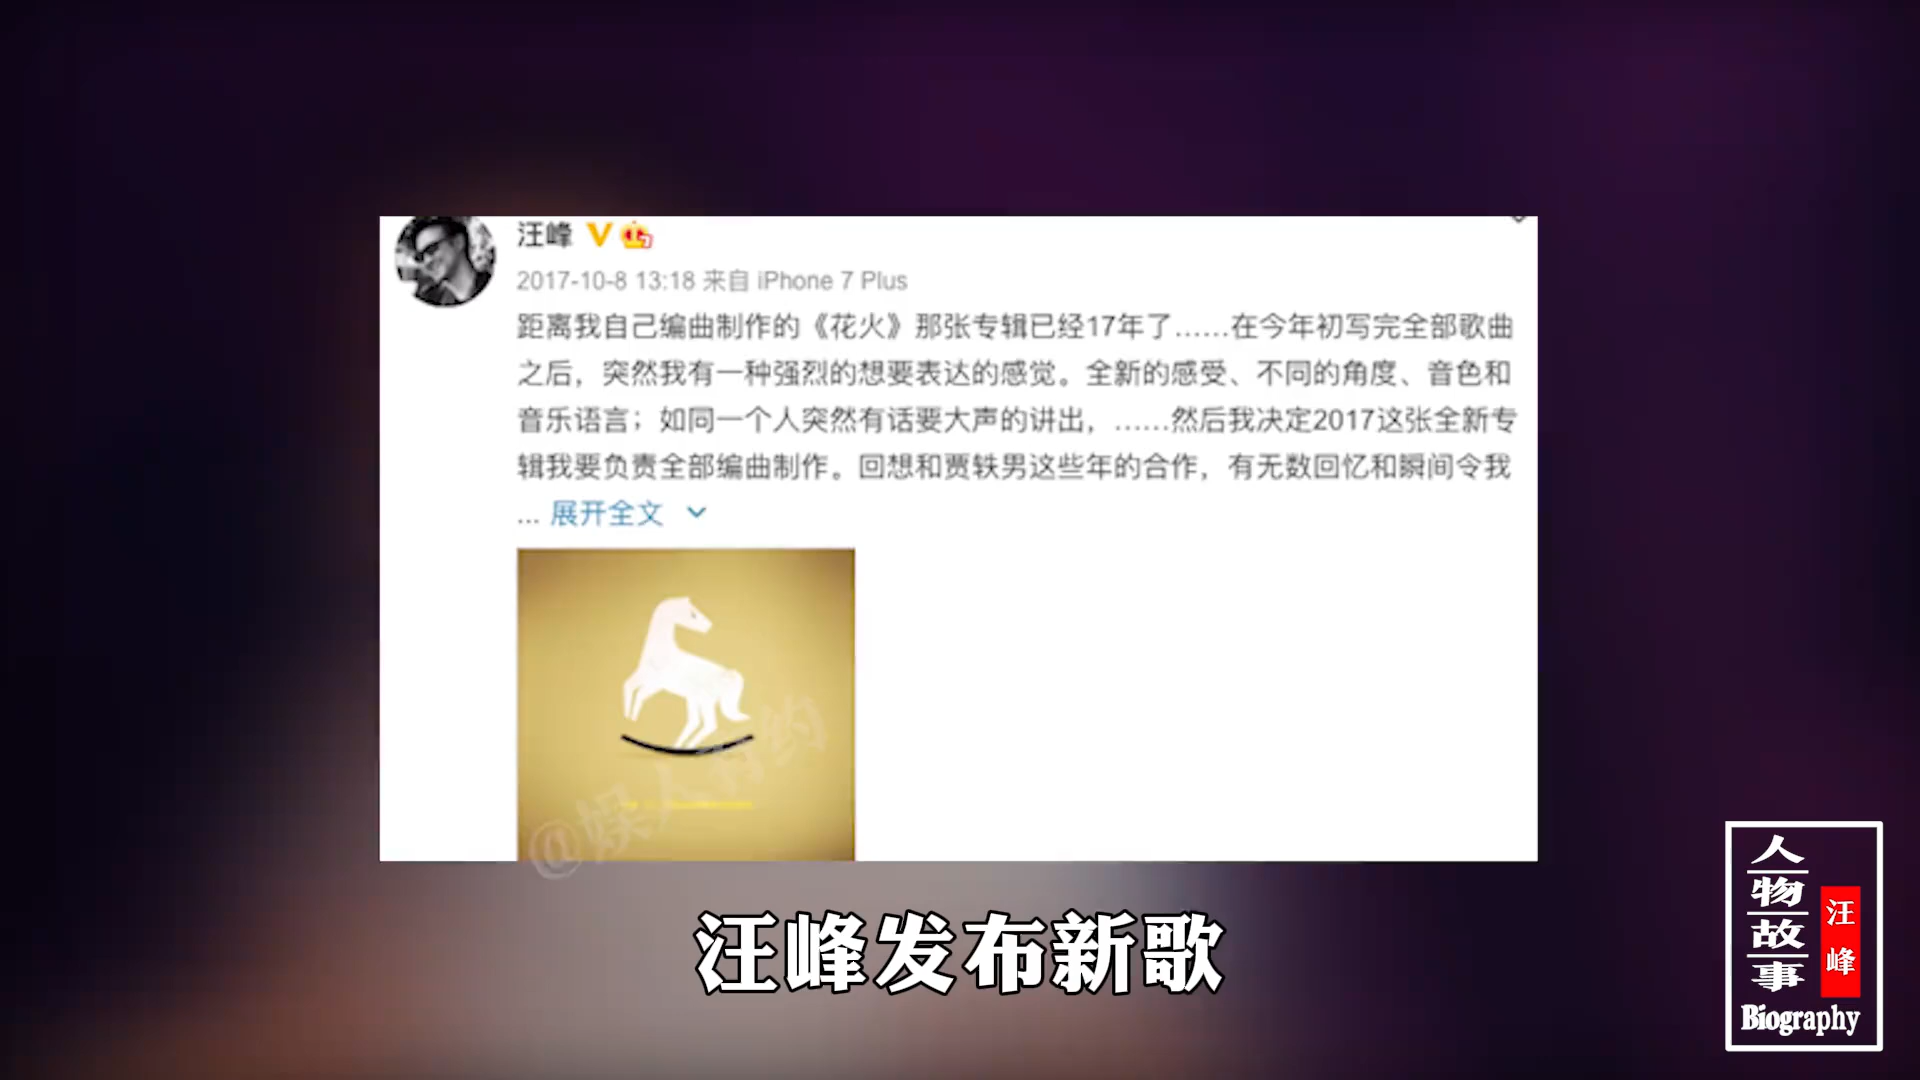 汪峰
2017-10-8 13:18 来自 iPhone 7 Plus
距离我自己编曲制作的《花火》那张专辑已经17年了......在今年初写完全部歌曲
之后，突然我有一种强烈的想要表达的感觉。全新的感受、不同的角度、音色和
音乐语言；如同一个人突然有话要大声的讲出，......然后我决定2017这张全新专
辑我要负责全部编曲制作。回想和贾轶男这些年的合作，有无数回忆和瞬间令我
... 展开全文
@娱人有约
汪峰发布新歌
人物故事
汪峰
Biography